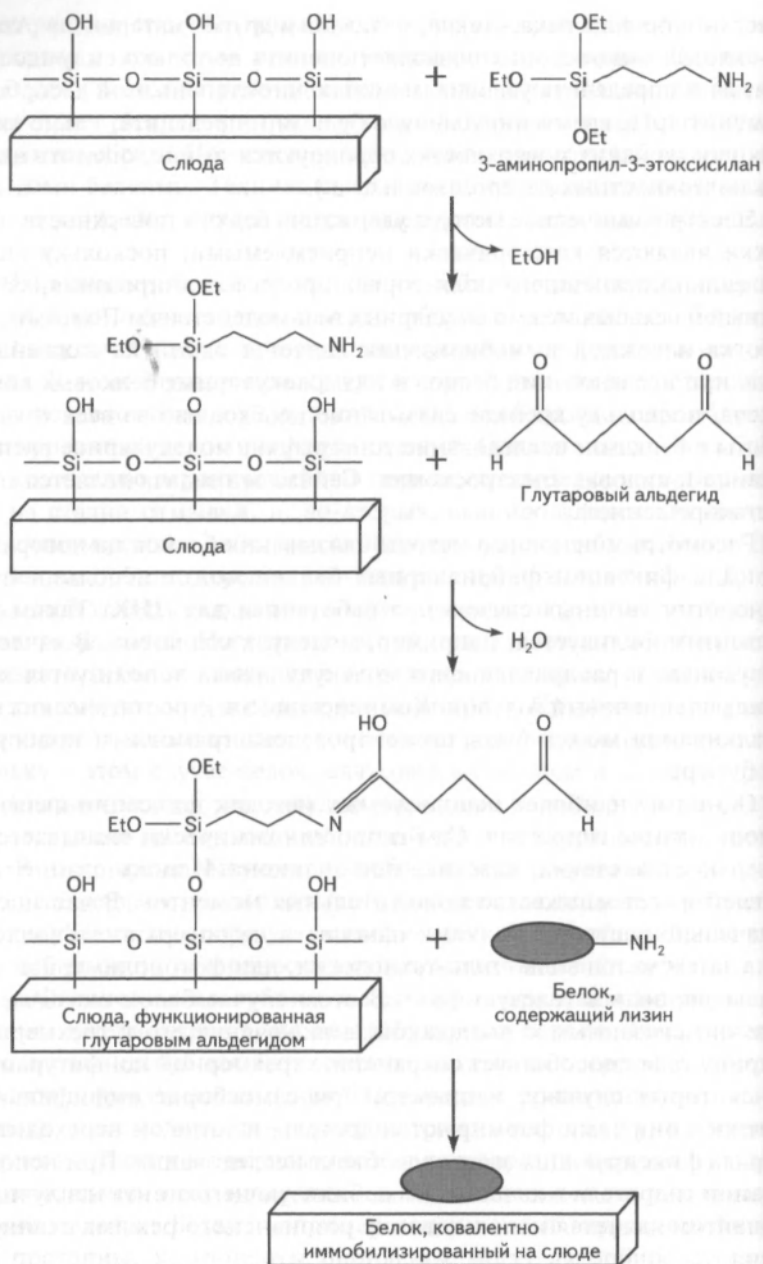 OH OH OH OEt
Si O Si O Si + EtO Si NH₂
OEt
Слюда
3-аминопропил-3-этоксисилан
EtOH
OEt
EtO Si NH₂
OH O OH O O
Si O Si O Si + H H
Глутаровый альдегид
Слюда
H₂O
HO O
OEt
EtO Si N H
OH O OH
Si O Si O Si + NH₂
Слюда, функционированная
глутаровым альдегидом
Белок,
содержащий лизин
Белок, ковалентно
иммобилизированный на слюде